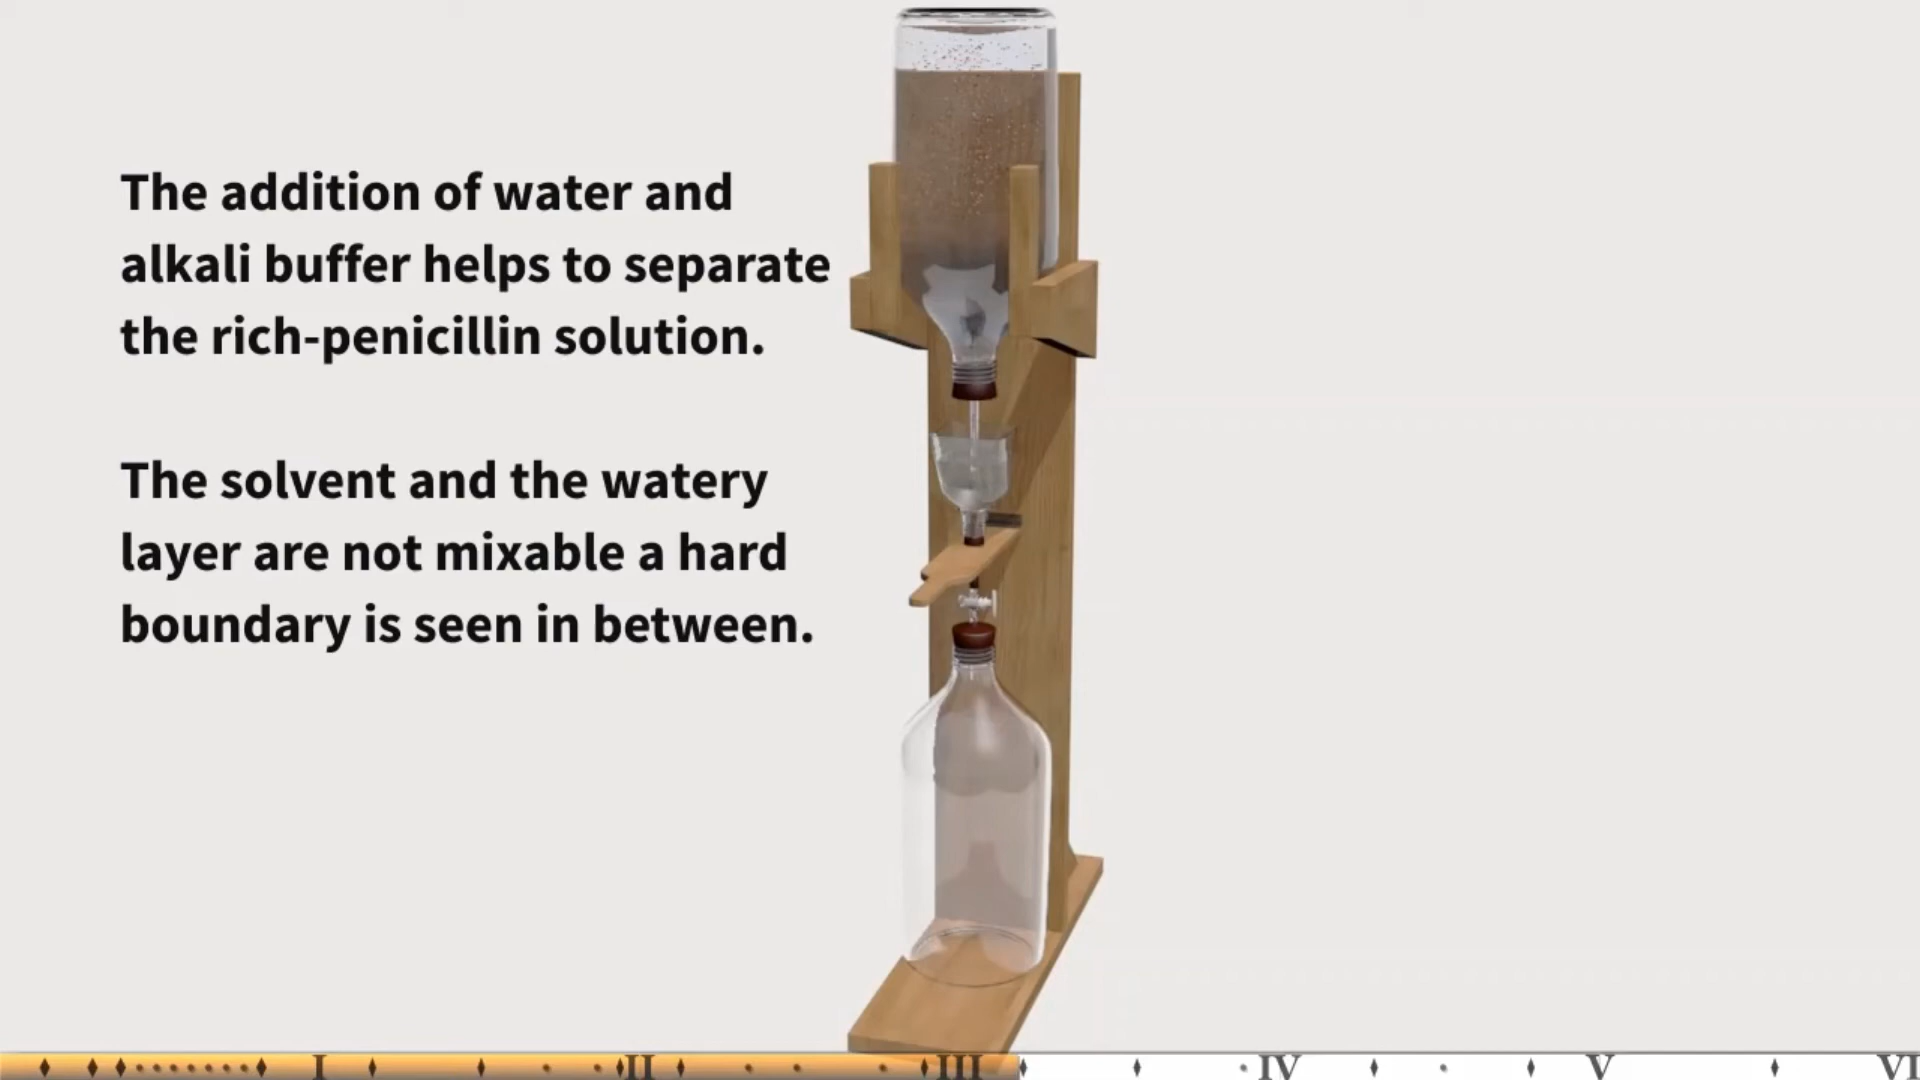 The addition of water and
alkali buffer helps to separate
the rich-penicillin solution.
The solvent and the watery
layer are not mixable a hard
boundary is seen in between.
I II III IV V VI